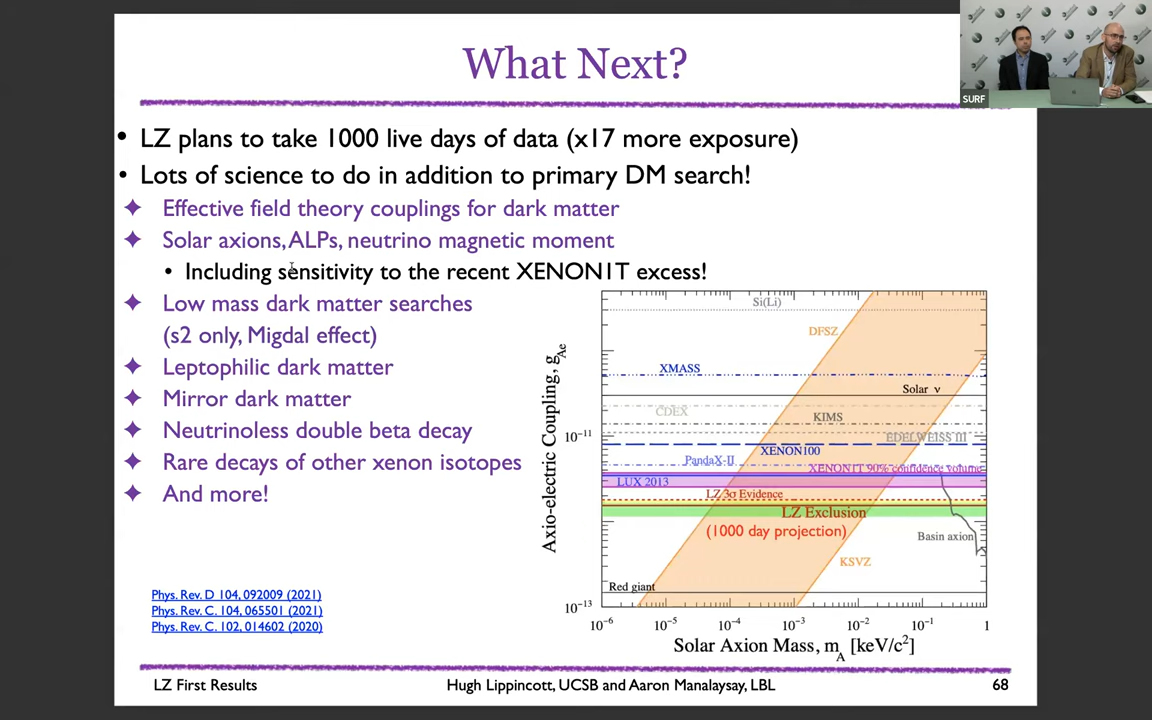 What Next?
SURF
• LZ plans to take 1000 live days of data (x17 more exposure)
• Lots of science to do in addition to primary DM search!
✦ Effective field theory couplings for dark matter
✦ Solar axions, ALPs, neutrino magnetic moment
• Including sensitivity to the recent XENON1T excess!
✦ Low mass dark matter searches
(s2 only, Migdal effect)
✦ Leptophilic dark matter
✦ Mirror dark matter
✦ Neutrinoless double beta decay
✦ Rare decays of other xenon isotopes
✦ And more!
Si(Li)
DFSZ
XMASS
Solar ν
CDEX
KIMS
EDELWEISS III
XENON100
PandaX-II
XENON1T 90% confidence volume
LUX 2013
LZ 3σ Evidence
LZ Exclusion
(1000 day projection)
Basin axion
KSVZ
Red giant
Axio-electric Coupling, g_Ae
10⁻¹¹
10⁻¹³
10⁻⁶ 10⁻⁵ 10⁻⁴ 10⁻³ 10⁻² 10⁻¹ 1
Solar Axion Mass, m_A [keV/c²]
Phys. Rev. D 104, 092009 (2021)
Phys. Rev. C. 104, 065501 (2021)
Phys. Rev. C. 102, 014602 (2020)
LZ First Results
Hugh Lippincott, UCSB and Aaron Manalaysay, LBL
68